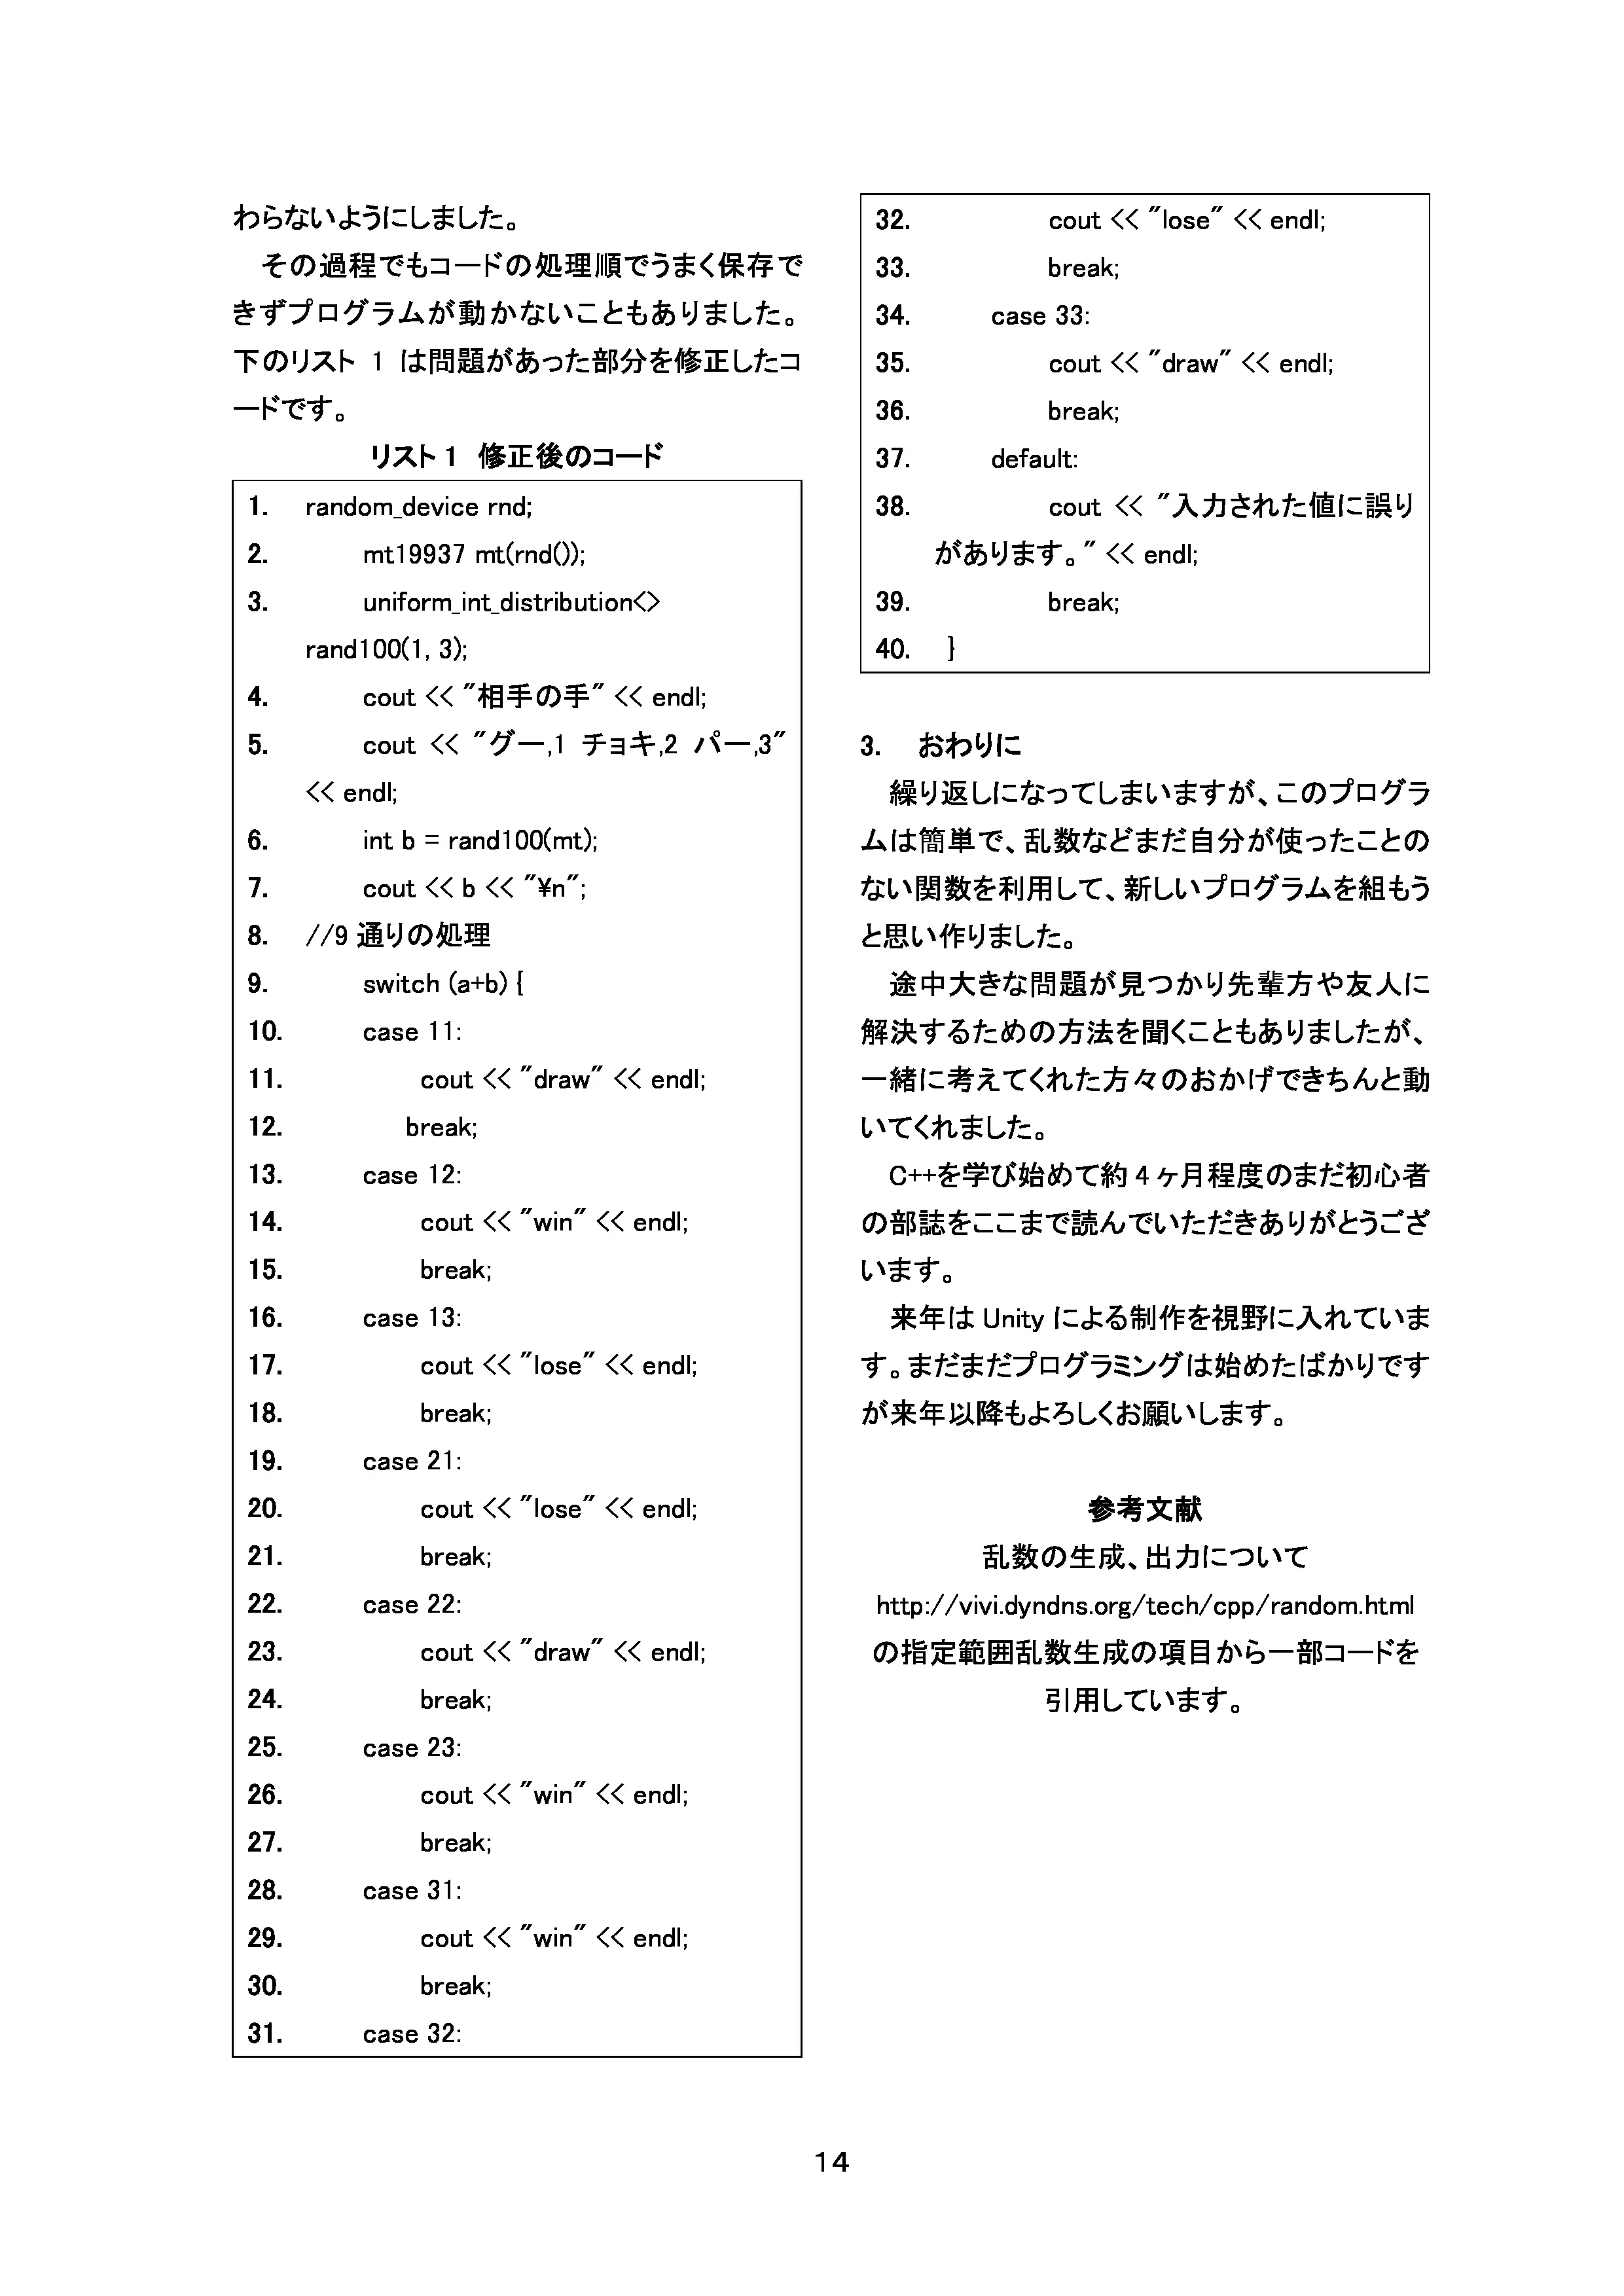 わらないようにしました。
　その過程でもコードの処理順でうまく保存で
きずプログラムが動かないこともありました。
下のリスト 1 は問題があった部分を修正したコ
ードです。
リスト 1　修正後のコード
1. random_device rnd;
2. mt19937 mt(rnd());
3. uniform_int_distribution<>
rand100(1, 3);
4. cout << "相手の手" << endl;
5. cout << "グー,1 チョキ,2 パー,3"
<< endl;
6. int b = rand100(mt);
7. cout << b << "¥n";
8. //9 通りの処理
9. switch (a+b) {
10. case 11:
11. cout << "draw" << endl;
12. break;
13. case 12:
14. cout << "win" << endl;
15. break;
16. case 13:
17. cout << "lose" << endl;
18. break;
19. case 21:
20. cout << "lose" << endl;
21. break;
22. case 22:
23. cout << "draw" << endl;
24. break;
25. case 23:
26. cout << "win" << endl;
27. break;
28. case 31:
29. cout << "win" << endl;
30. break;
31. case 32:
32. cout << "lose" << endl;
33. break;
34. case 33:
35. cout << "draw" << endl;
36. break;
37. default:
38. cout << "入力された値に誤り
があります。" << endl;
39. break;
40. }
3.　おわりに
　繰り返しになってしまいますが、このプログラ
ムは簡単で、乱数などまだ自分が使ったことの
ない関数を利用して、新しいプログラムを組もう
と思い作りました。
　途中大きな問題が見つかり先輩方や友人に
解決するための方法を聞くこともありましたが、
一緒に考えてくれた方々のおかげできちんと動
いてくれました。
　C++を学び始めて約 4 ヶ月程度のまだ初心者
の部誌をここまで読んでいただきありがとうござ
います。
　来年は Unity による制作を視野に入れていま
す。まだまだプログラミングは始めたばかりです
が来年以降もよろしくお願いします。
参考文献
乱数の生成、出力について
http://vivi.dyndns.org/tech/cpp/random.html
の指定範囲乱数生成の項目から一部コードを
引用しています。
14